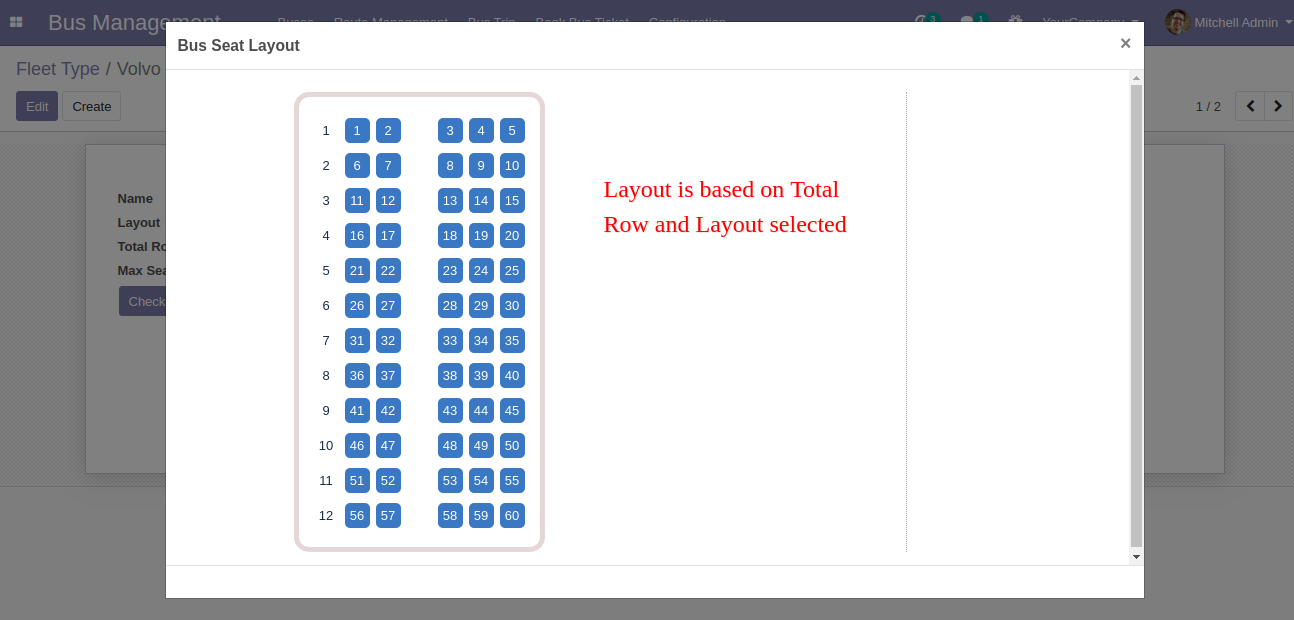 Bus Management Buses Route Management Bus Trip Book Bus Ticket Configuration 3 1 YourCompany Mitchell Admin
Bus Seat Layout ×
Fleet Type / Volvo
Edit Create
1 / 2
1 1 2 3 4 5
2 6 7 8 9 10
3 11 12 13 14 15
4 16 17 18 19 20
5 21 22 23 24 25
6 26 27 28 29 30
7 31 32 33 34 35
8 36 37 38 39 40
9 41 42 43 44 45
10 46 47 48 49 50
11 51 52 53 54 55
12 56 57 58 59 60
Layout is based on Total
Row and Layout selected
Name
Layout
Total Ro
Max Sea
Check